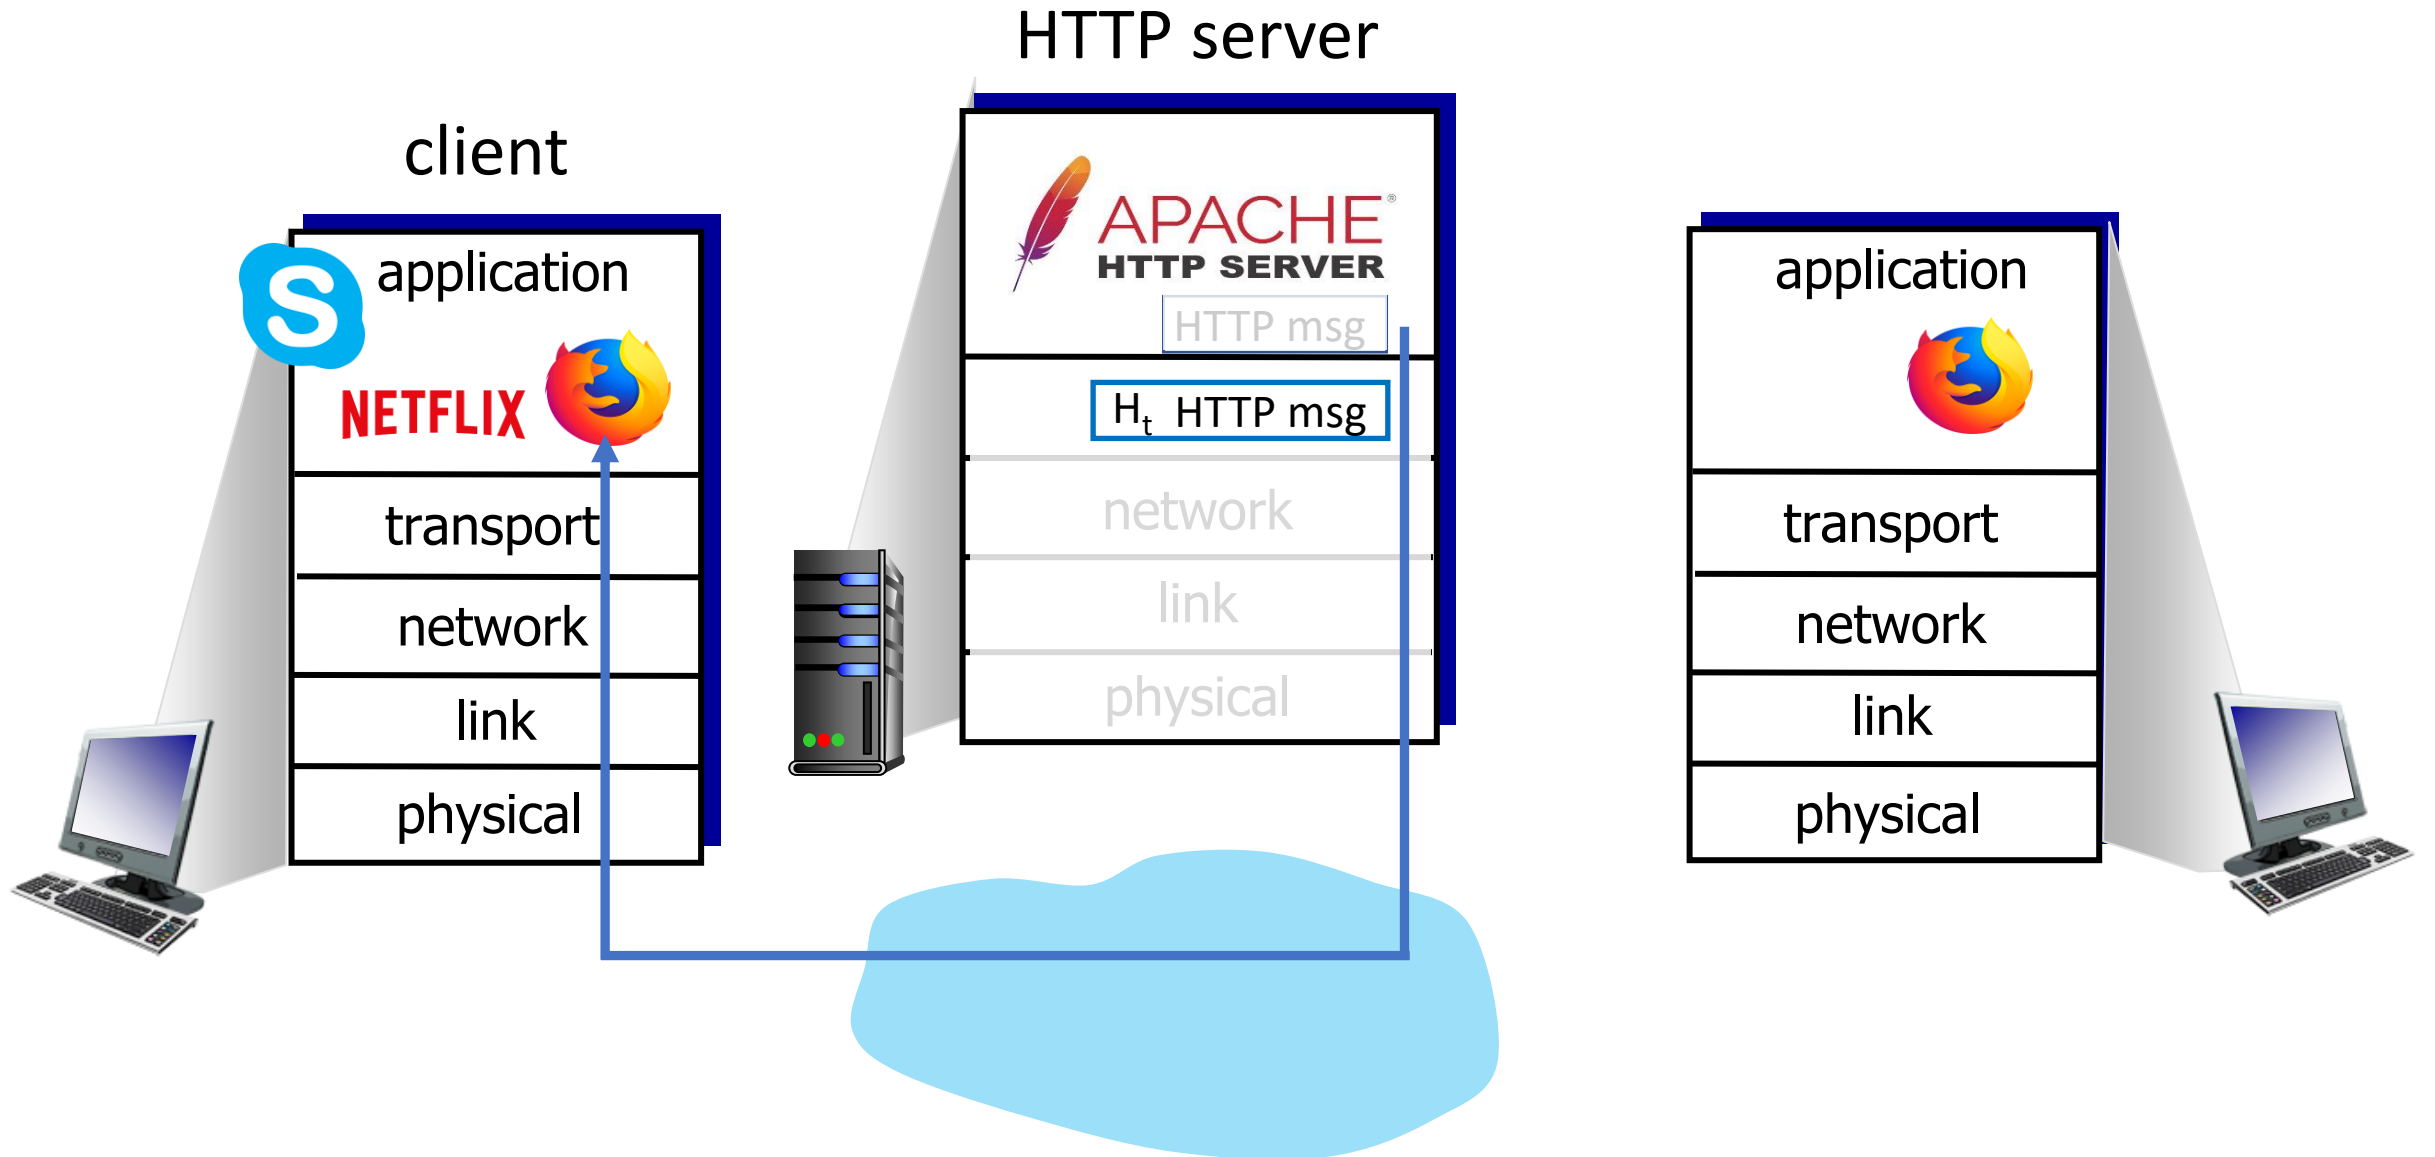 HTTP server
client
application
S
NETFLIX
transport
network
link
physical
APACHE®
HTTP SERVER
HTTP msg
Ht HTTP msg
network
link
physical
application
transport
network
link
physical